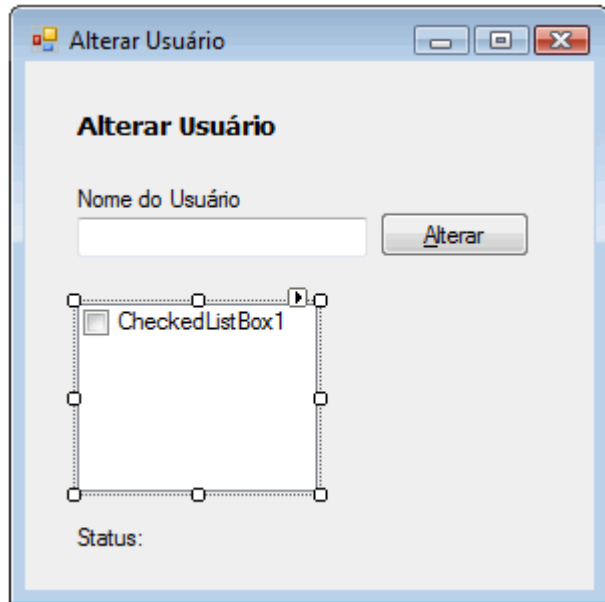 Alterar Usuário
Alterar Usuário
Nome do Usuário
Alterar
CheckedListBox1
Status: